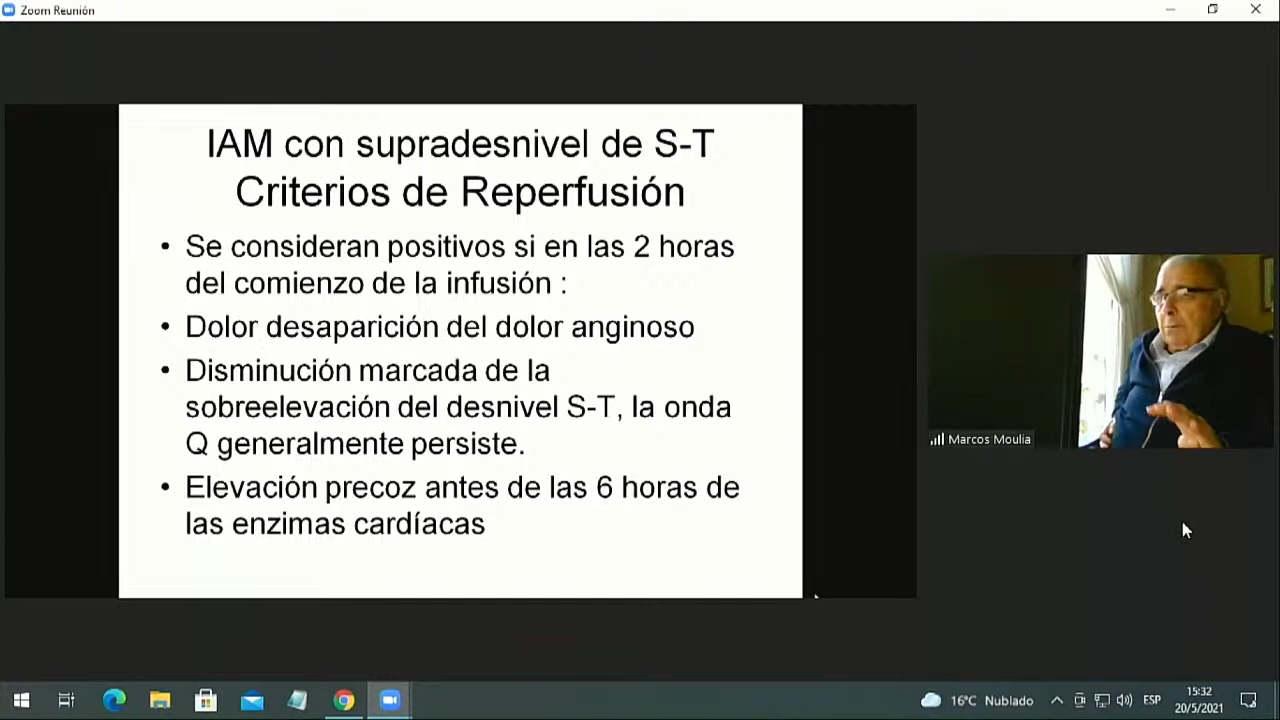 Zoom Reunión
IAM con supradesnivel de S-T
Criterios de Reperfusión
• Se consideran positivos si en las 2 horas
del comienzo de la infusión :
• Dolor desaparición del dolor anginoso
• Disminución marcada de la
sobreelevación del desnivel S-T, la onda
Q generalmente persiste.
• Elevación precoz antes de las 6 horas de
las enzimas cardíacas
Marcos Moulia
16°C Nublado
ESP
15:32
20/5/2021